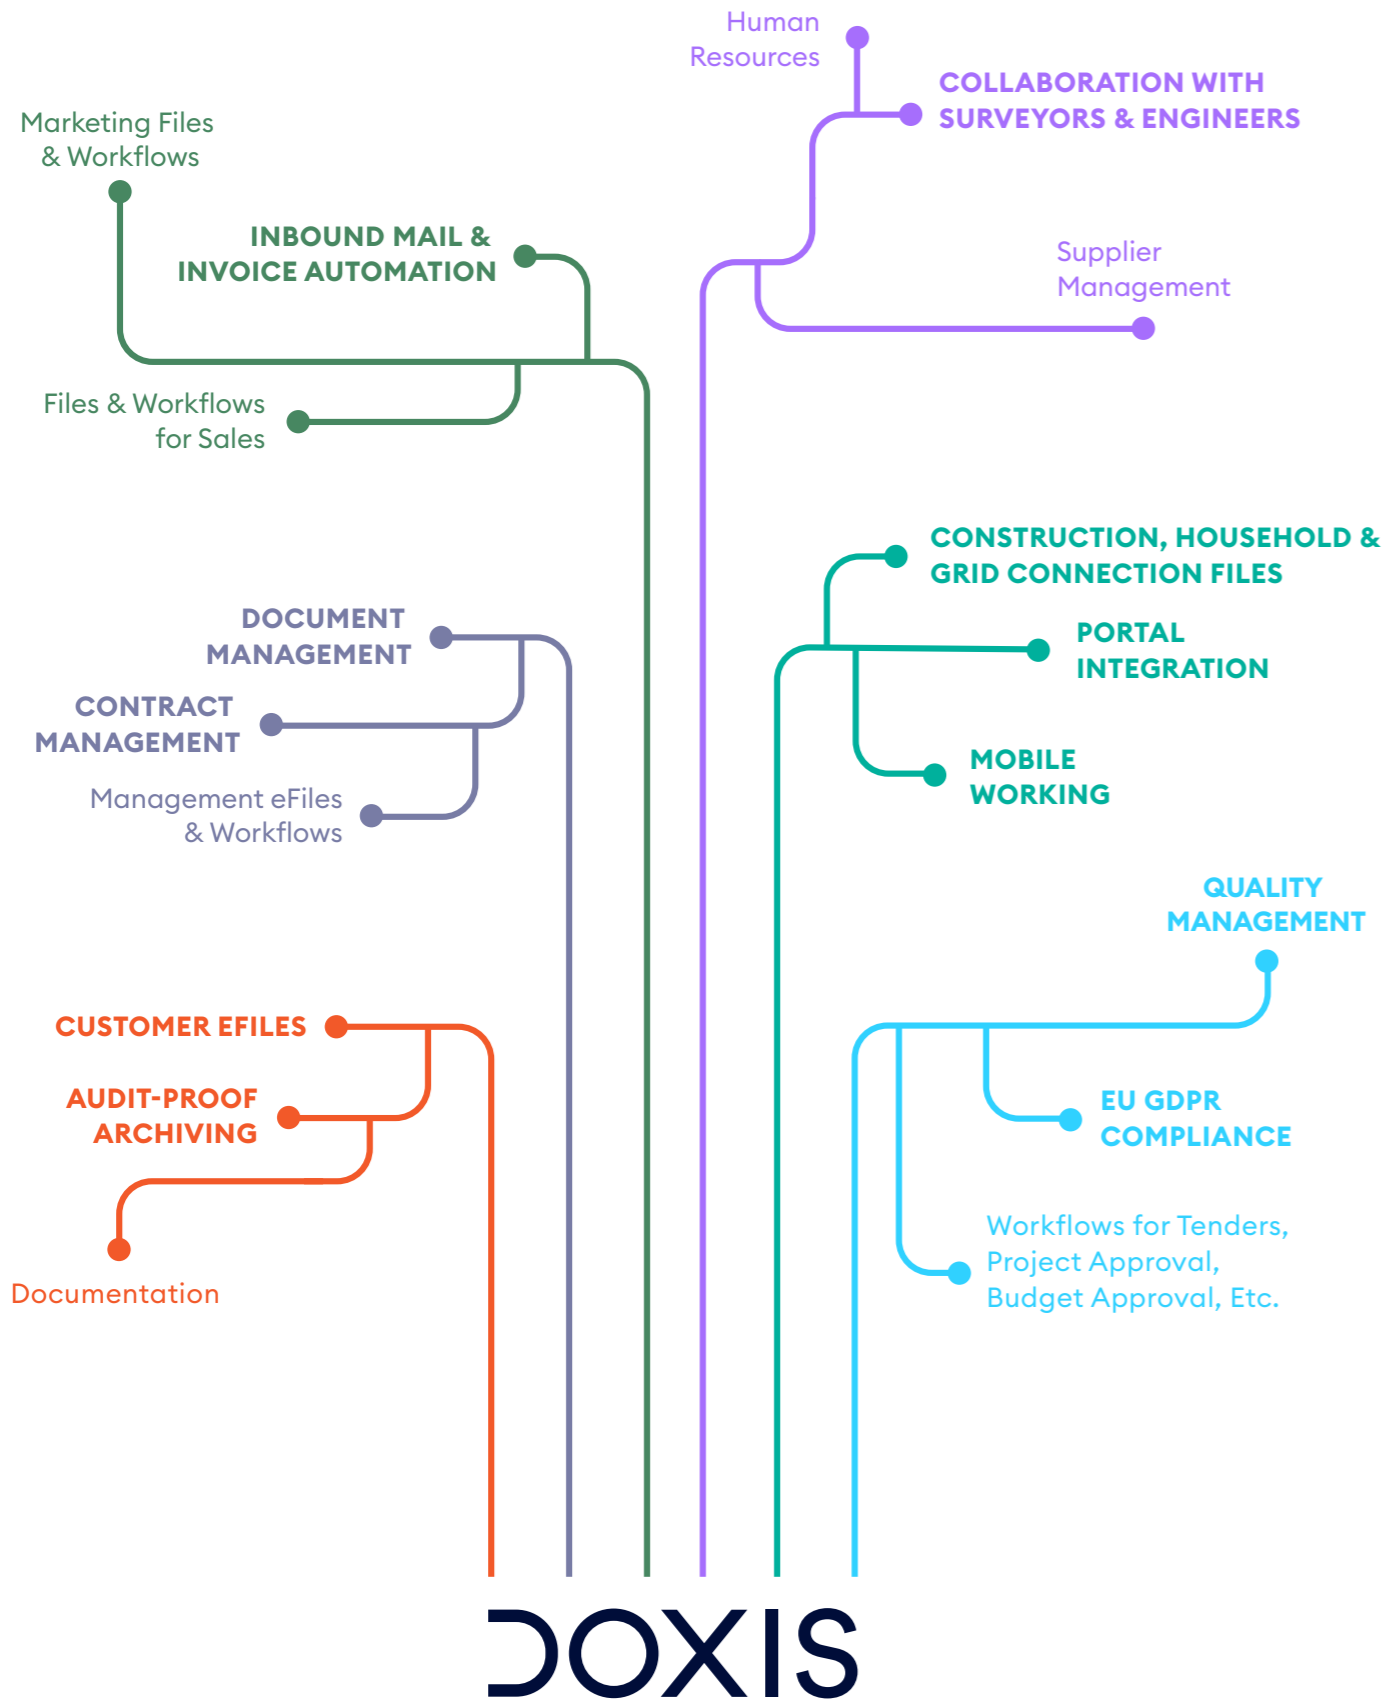 Human
Resources
COLLABORATION WITH
SURVEYORS & ENGINEERS
Marketing Files
& Workflows
INBOUND MAIL &
INVOICE AUTOMATION
Supplier
Management
Files & Workflows
for Sales
CONSTRUCTION, HOUSEHOLD &
GRID CONNECTION FILES
DOCUMENT
MANAGEMENT
PORTAL
INTEGRATION
CONTRACT
MANAGEMENT
MOBILE
WORKING
Management eFiles
& Workflows
QUALITY
MANAGEMENT
CUSTOMER EFILES
AUDIT-PROOF
ARCHIVING
EU GDPR
COMPLIANCE
Workflows for Tenders,
Project Approval,
Budget Approval, Etc.
Documentation
DOXIS